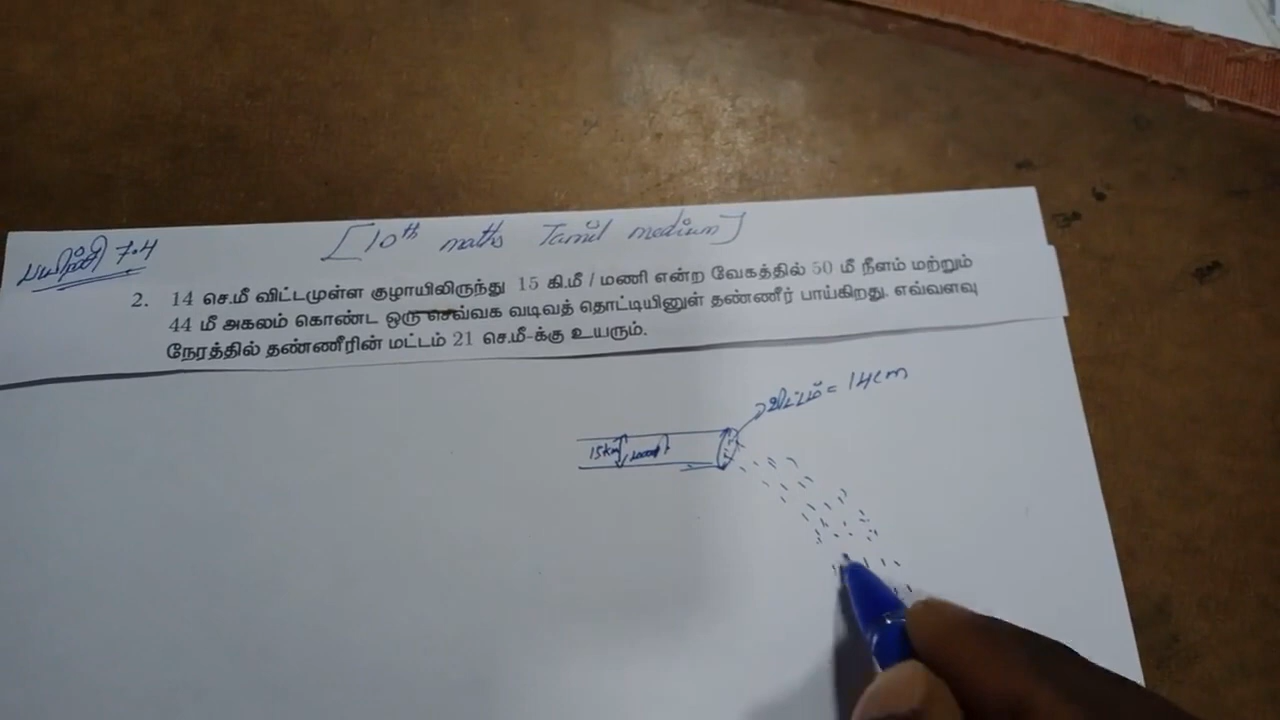 [10th maths Tamil medium]
பயிற்சி 7.4
2. 14 செ.மீ விட்டமுள்ள குழாயிலிருந்து 15 கி.மீ / மணி என்ற வேகத்தில் 50 மீ நீளம் மற்றும்
44 மீ அகலம் கொண்ட ஒரு செவ்வக வடிவத் தொட்டியினுள் தண்ணீர் பாய்கிறது. எவ்வளவு
நேரத்தில் தண்ணீரின் மட்டம் 21 செ.மீ-க்கு உயரும்.
விட்டம் = 14cm
15km